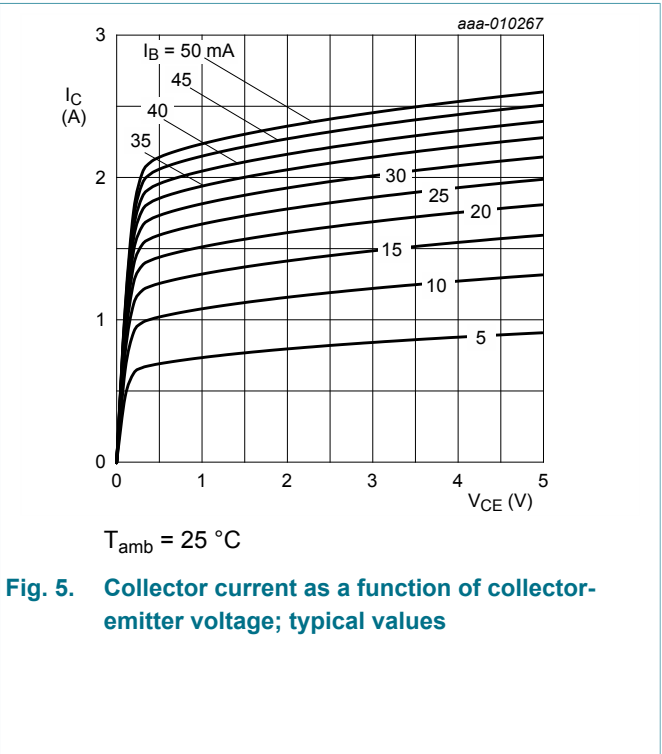 aaa-010267
3
I_B = 50 mA
I_C
(A)
45
40
35
2
30
25
20
15
10
1
5
0
0 1 2 3 4 5
V_CE (V)
T_amb = 25 °C
Fig. 5. Collector current as a function of collector-
emitter voltage; typical values